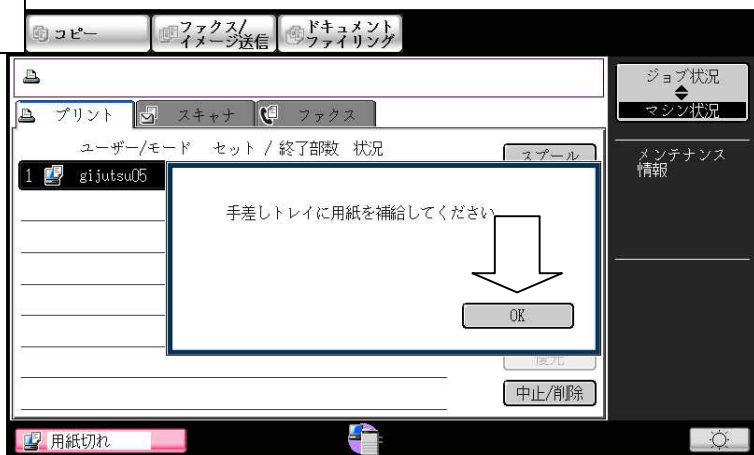 コピー
ファクス/
イメージ送信
ドキュメント
ファイリング
ジョブ状況
マシン状況
プリント
スキャナ
ファクス
メンテナンス
情報
ユーザー/モード セット / 終了部数 状況
スプール
1 gijutsu05
手差しトレイに用紙を補給してください
OK
復元
中止/削除
用紙切れ